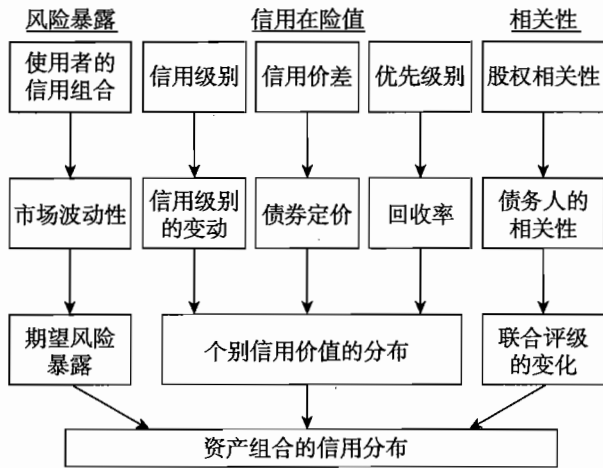 风险暴露
信用在险值
相关性
使用者的
信用组合
信用级别
信用价差
优先级别
股权相关性
市场波动性
信用级别
的变动
债券定价
回收率
债务人的
相关性
期望风险
暴露
个别信用价值的分布
联合评级
的变化
资产组合的信用分布